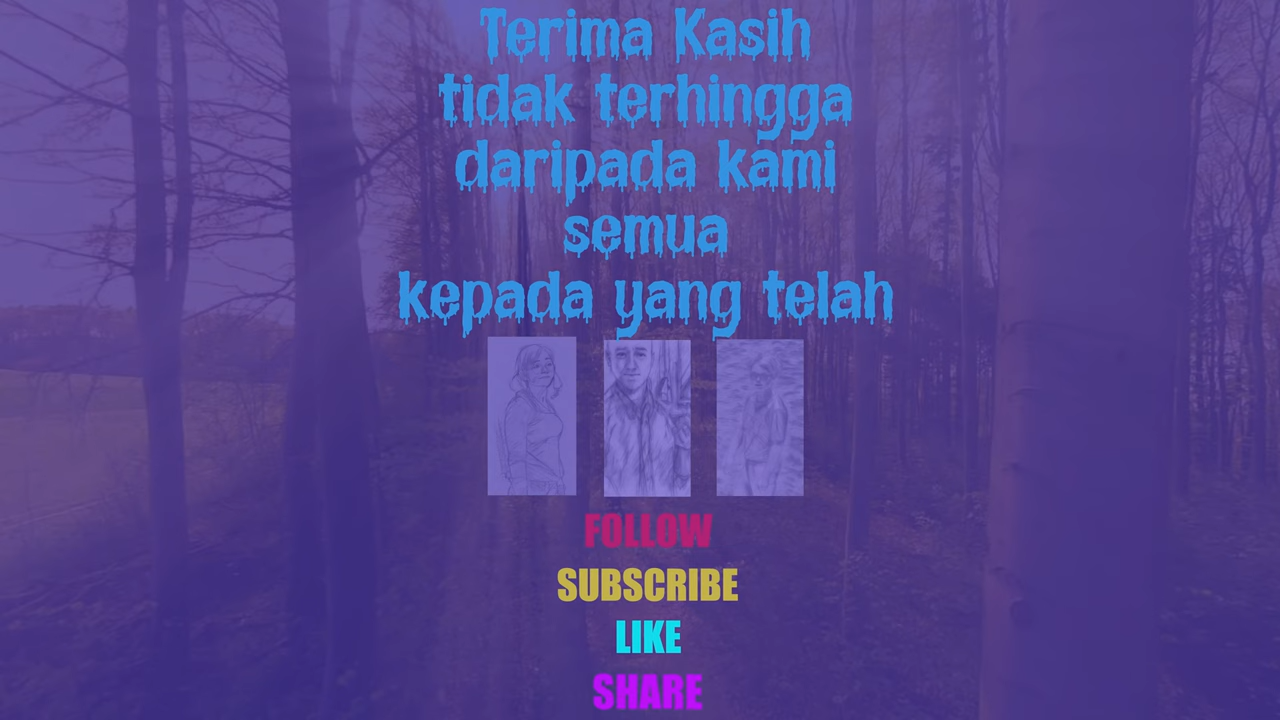 Terima Kasih
tidak terhingga
daripada kami
semua
kepada yang telah
FOLLOW
SUBSCRIBE
LIKE
SHARE